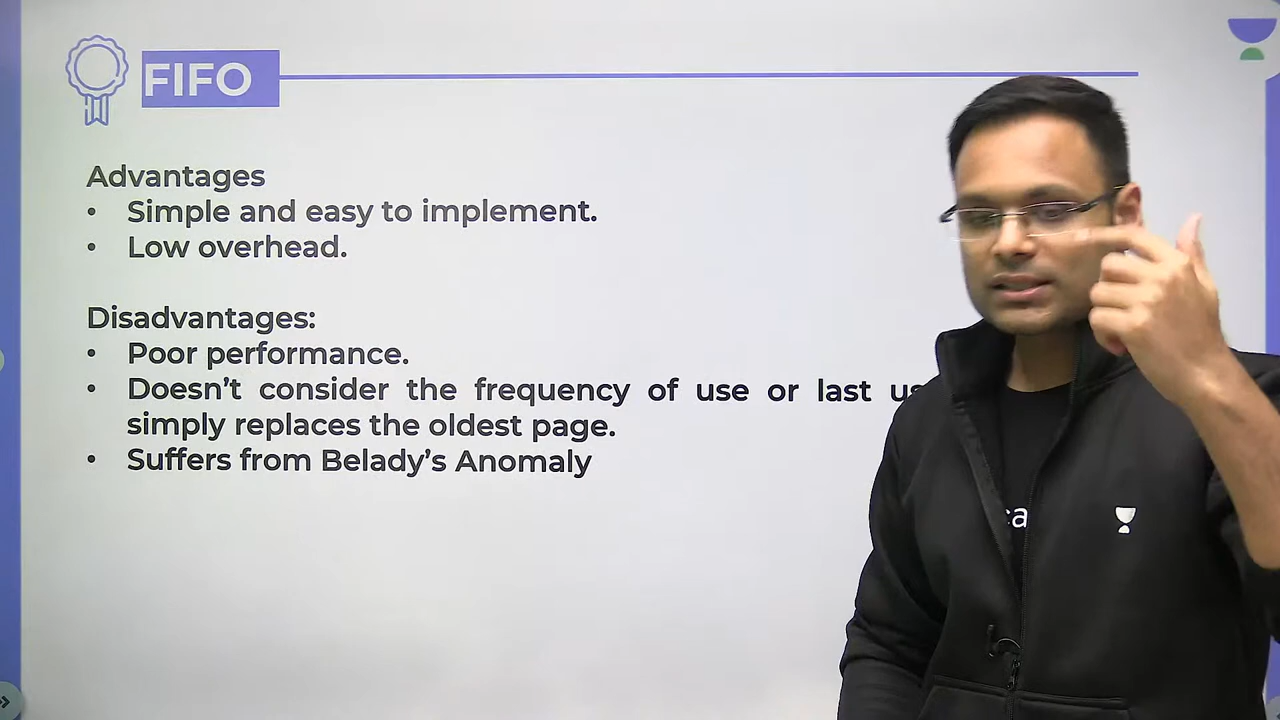 FIFO
Advantages
• Simple and easy to implement.
• Low overhead.
Disadvantages:
• Poor performance.
• Doesn't consider the frequency of use or last
simply replaces the oldest page.
• Suffers from Belady's Anomaly